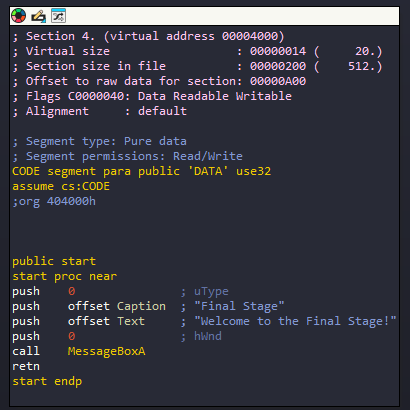 ; Section 4. (virtual address 00004000)
; Virtual size                  : 00000014 (     20.)
; Section size in file          : 00000200 (    512.)
; Offset to raw data for section: 00000A00
; Flags C0000040: Data Readable Writable
; Alignment     : default
; Segment type: Pure data
; Segment permissions: Read/Write
CODE segment para public 'DATA' use32
assume cs:CODE
;org 404000h
public start
start proc near
push    0               ; uType
push    offset Caption  ; "Final Stage"
push    offset Text     ; "Welcome to the Final Stage!"
push    0               ; hWnd
call    MessageBoxA
retn
start endp